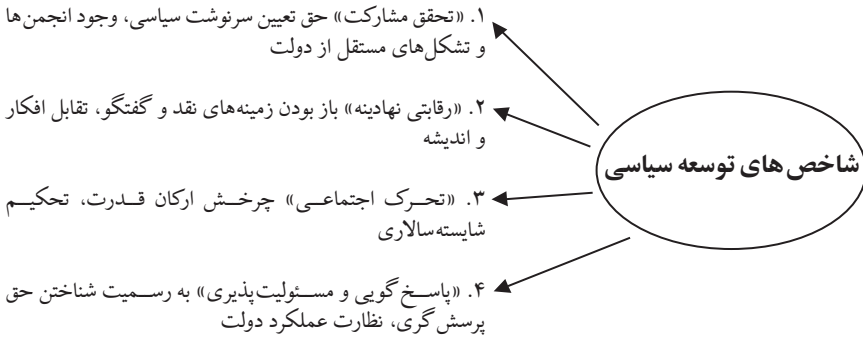 شاخص های توسعه سیاسی
۱. «تحقق مشارکت» حق تعیین سرنوشت سیاسی، وجود انجمن‌ها
و تشکل‌های مستقل از دولت
۲. «رقابتی نهادینه» باز بودن زمینه‌های نقد و گفتگو، تقابل افکار
و اندیشه
۳. «تحرک اجتماعی» چرخش ارکان قدرت، تحکیم
شایسته‌سالاری
۴. «پاسخ‌گویی و مسئولیت‌پذیری» به رسمیت شناختن حق
پرسش‌گری، نظارت عملکرد دولت